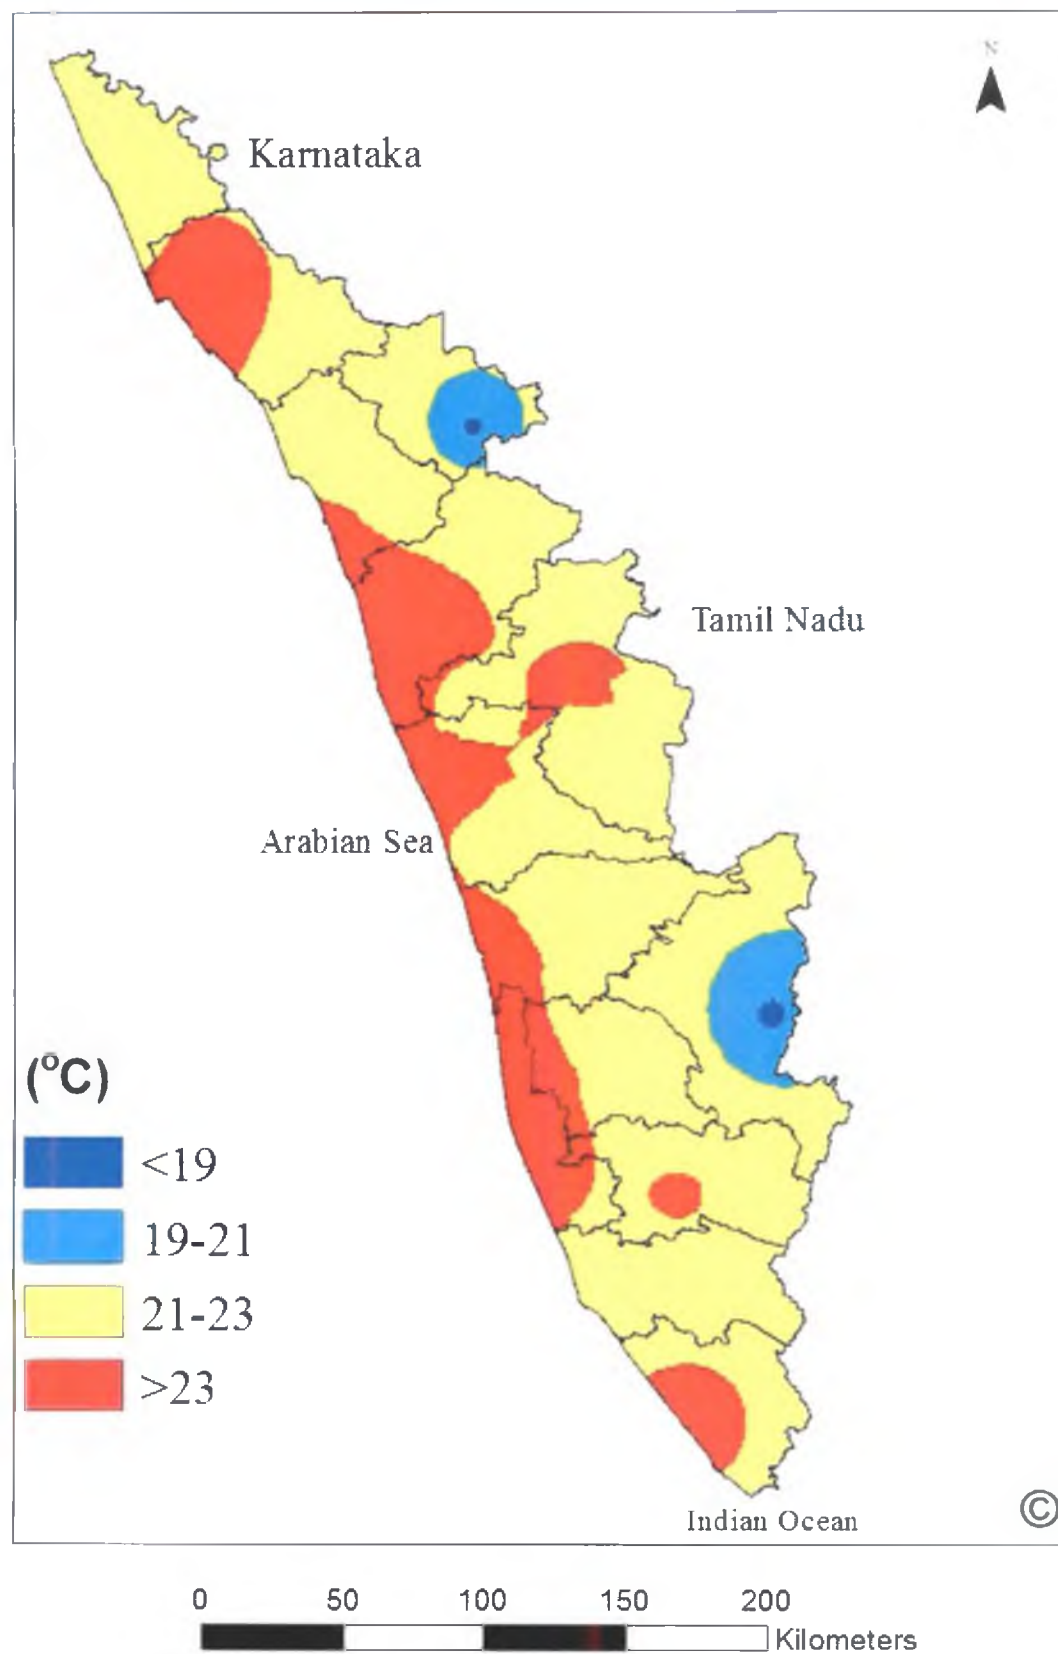 N
Karnataka
Tamil Nadu
Arabian Sea
(°C)
<19
19-21
21-23
>23
Indian Ocean
©
0 50 100 150 200
Kilometers